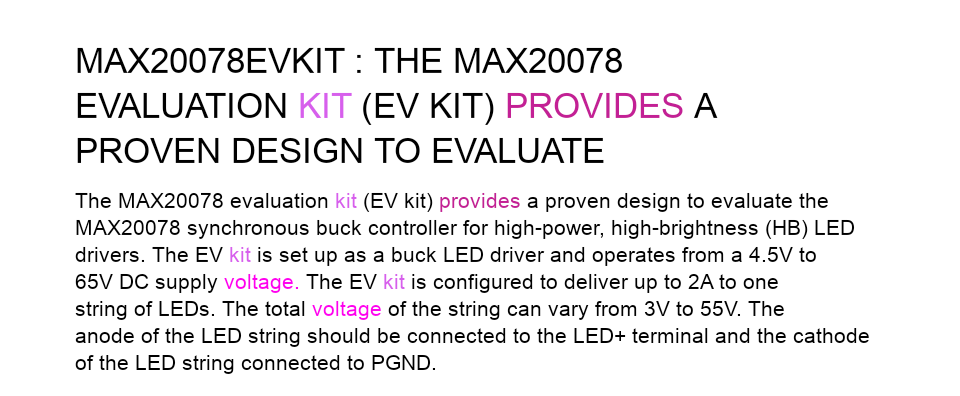 MAX20078EVKIT : THE MAX20078
EVALUATION KIT (EV KIT) PROVIDES A
PROVEN DESIGN TO EVALUATE
The MAX20078 evaluation kit (EV kit) provides a proven design to evaluate the
MAX20078 synchronous buck controller for high-power, high-brightness (HB) LED
drivers. The EV kit is set up as a buck LED driver and operates from a 4.5V to
65V DC supply voltage. The EV kit is configured to deliver up to 2A to one
string of LEDs. The total voltage of the string can vary from 3V to 55V. The
anode of the LED string should be connected to the LED+ terminal and the cathode
of the LED string connected to PGND.